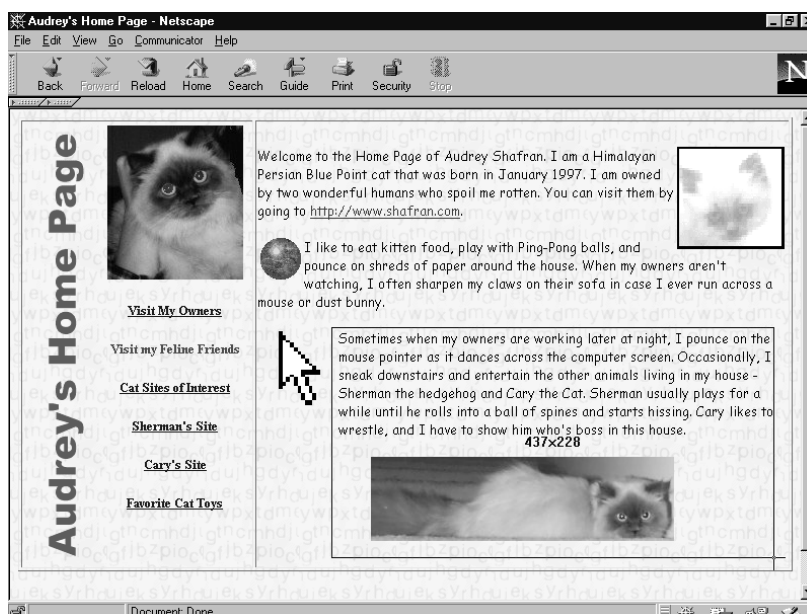 Audrey's Home Page - Netscape
File Edit View Go Communicator Help
Back Forward Reload Home Search Guide Print Security Stop
N
Audrey's Home Page
Welcome to the Home Page of Audrey Shafran. I am a Himalayan
Persian Blue Point cat that was born in January 1997. I am owned
by two wonderful humans who spoil me rotten. You can visit them by
going to http://www.shafran.com.
I like to eat kitten food, play with Ping-Pong balls, and
pounce on shreds of paper around the house. When my owners aren't
watching, I often sharpen my claws on their sofa in case I ever run across a
mouse or dust bunny.
Visit My Owners
Visit my Feline Friends
Cat Sites of Interest
Sherman's Site
Cary's Site
Favorite Cat Toys
Sometimes when my owners are working later at night, I pounce on the
mouse pointer as it dances across the computer screen. Occasionally, I
sneak downstairs and entertain the other animals living in my house -
Sherman the hedgehog and Cary the Cat. Sherman usually plays for a
while until he rolls into a ball of spines and starts hissing. Cary likes to
wrestle, and I have to show him who's boss in this house.
437×228
Document: Done